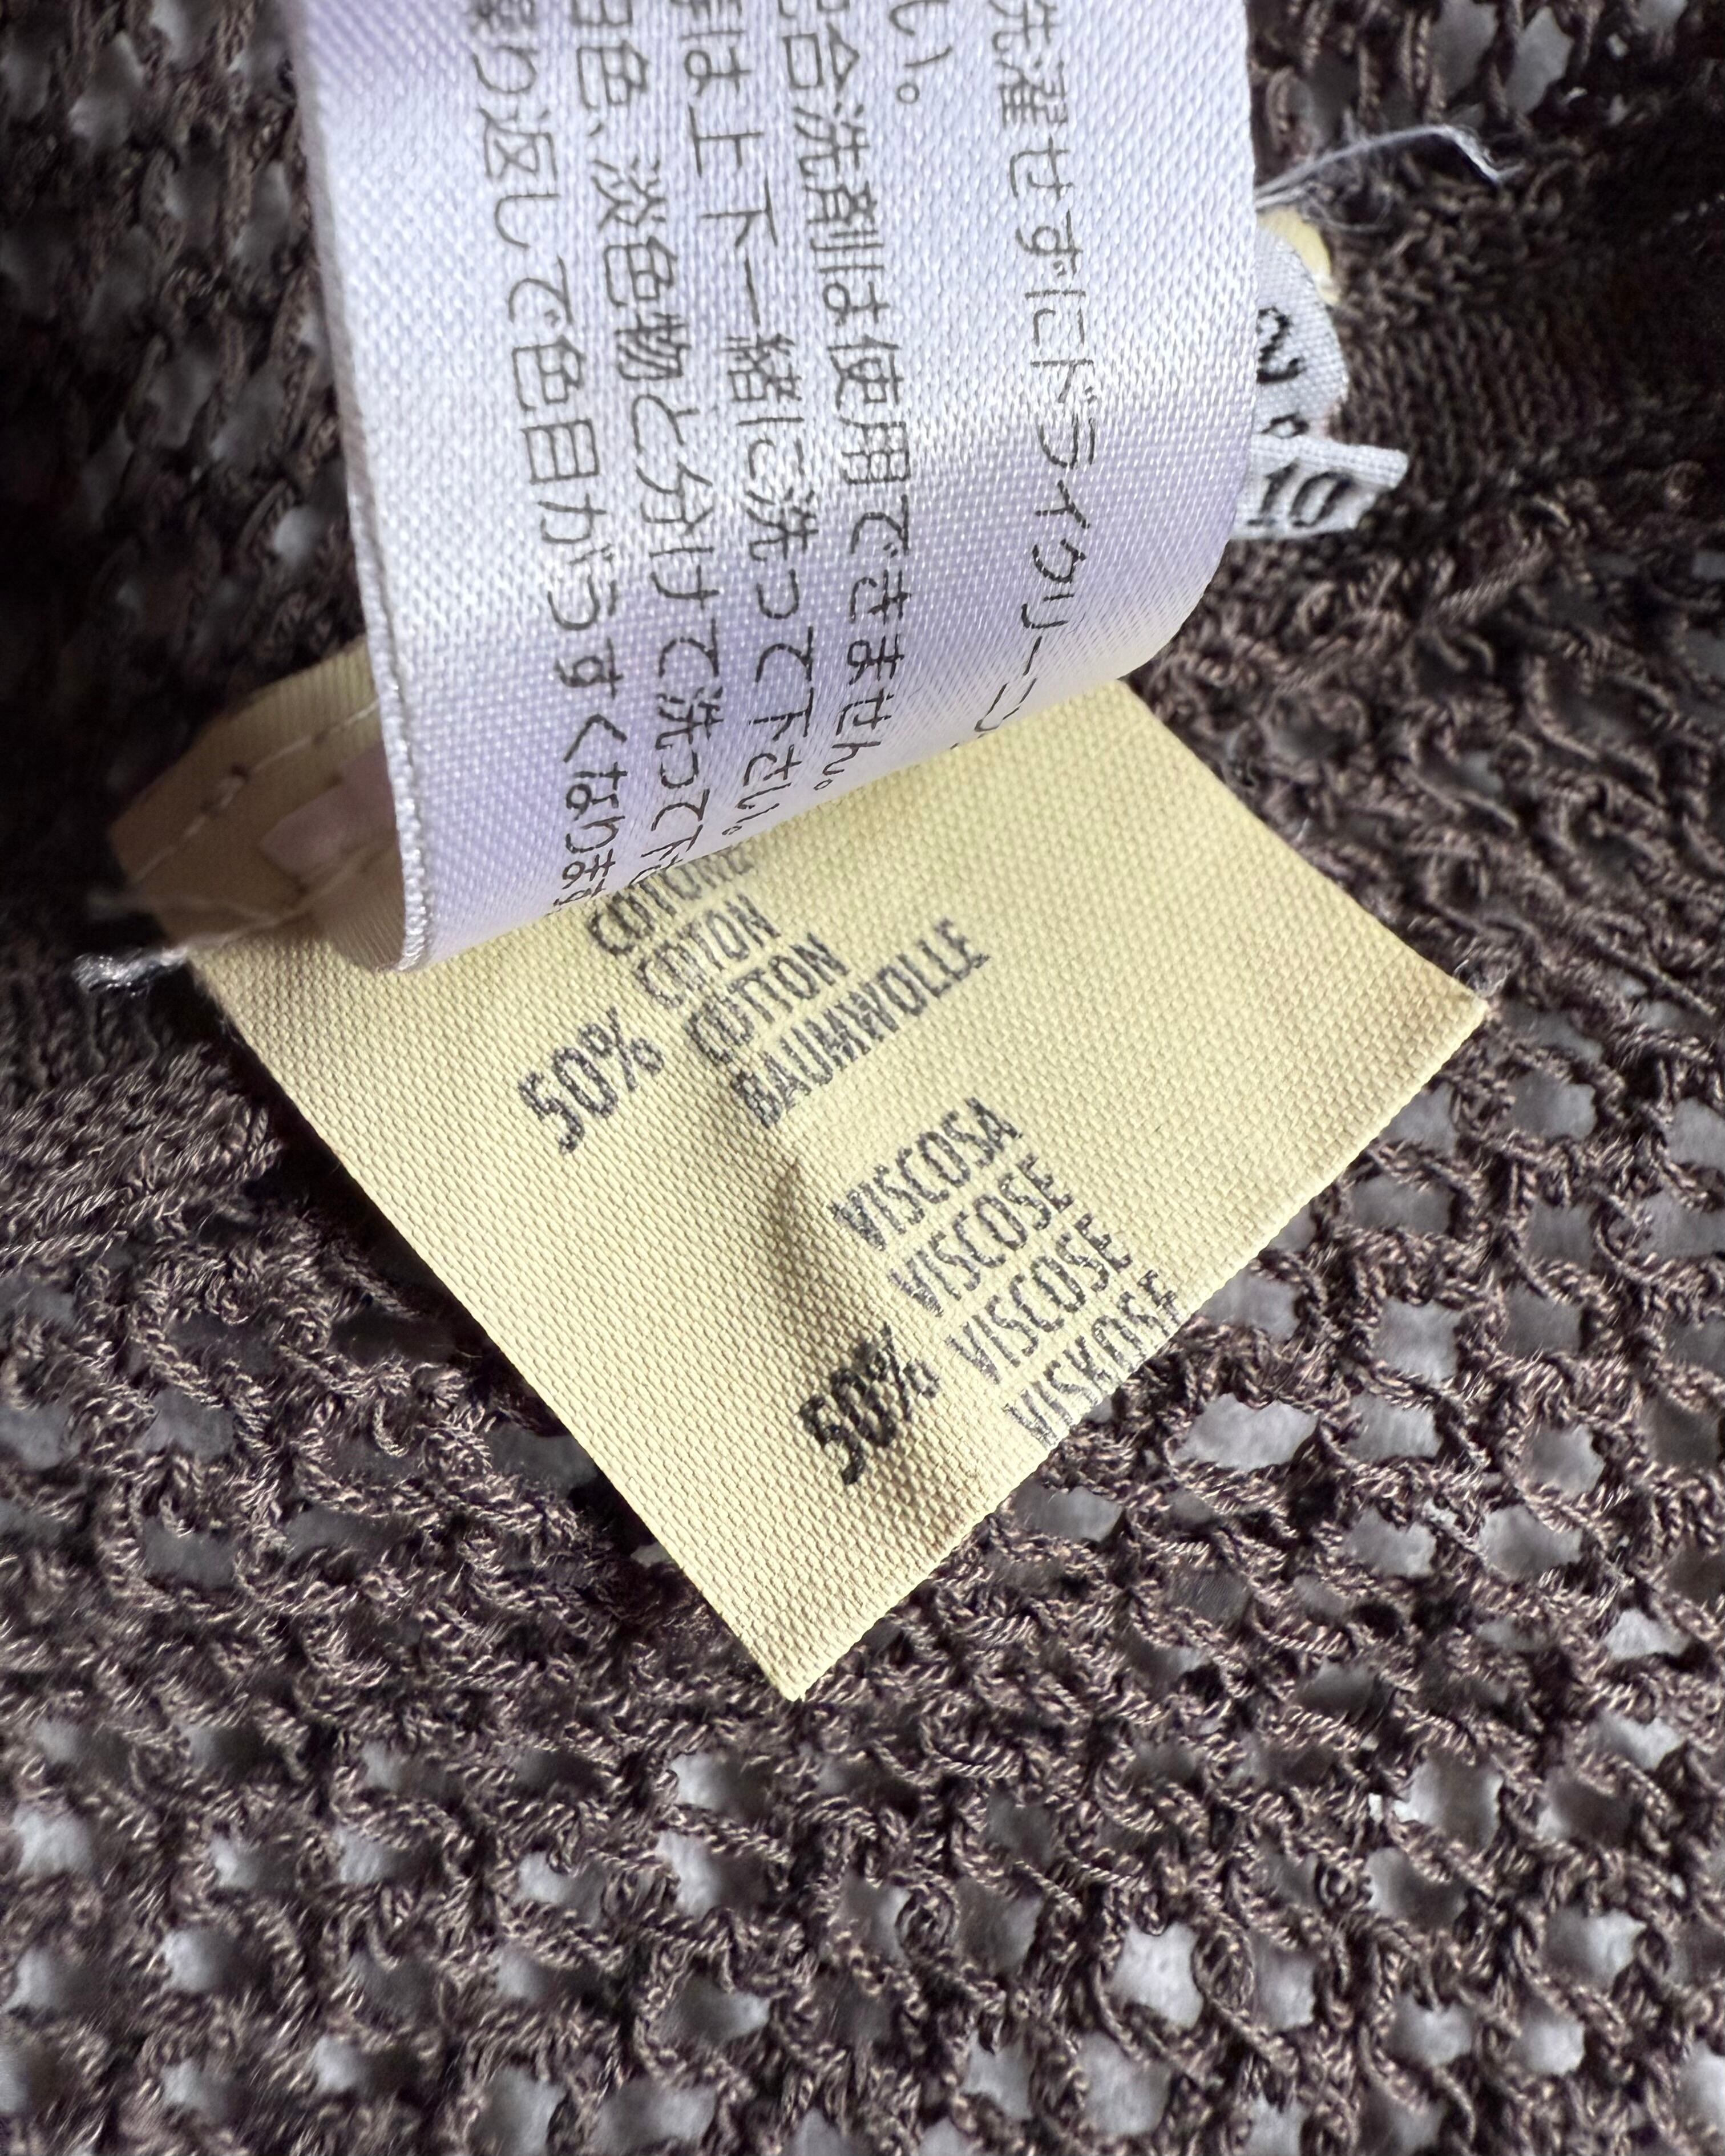 洗濯せずにドライクリーニ
い。
合洗剤は使用できません。
は上下一緒に洗って下さい。
色、淡色物と分けて洗って下
り返して色目がうすくなります
COTONE
COTON
50% COTTON
BAUMWOLLE
VISCOSA
VISCOSE
50% VISCOSE
VISKOSE
10